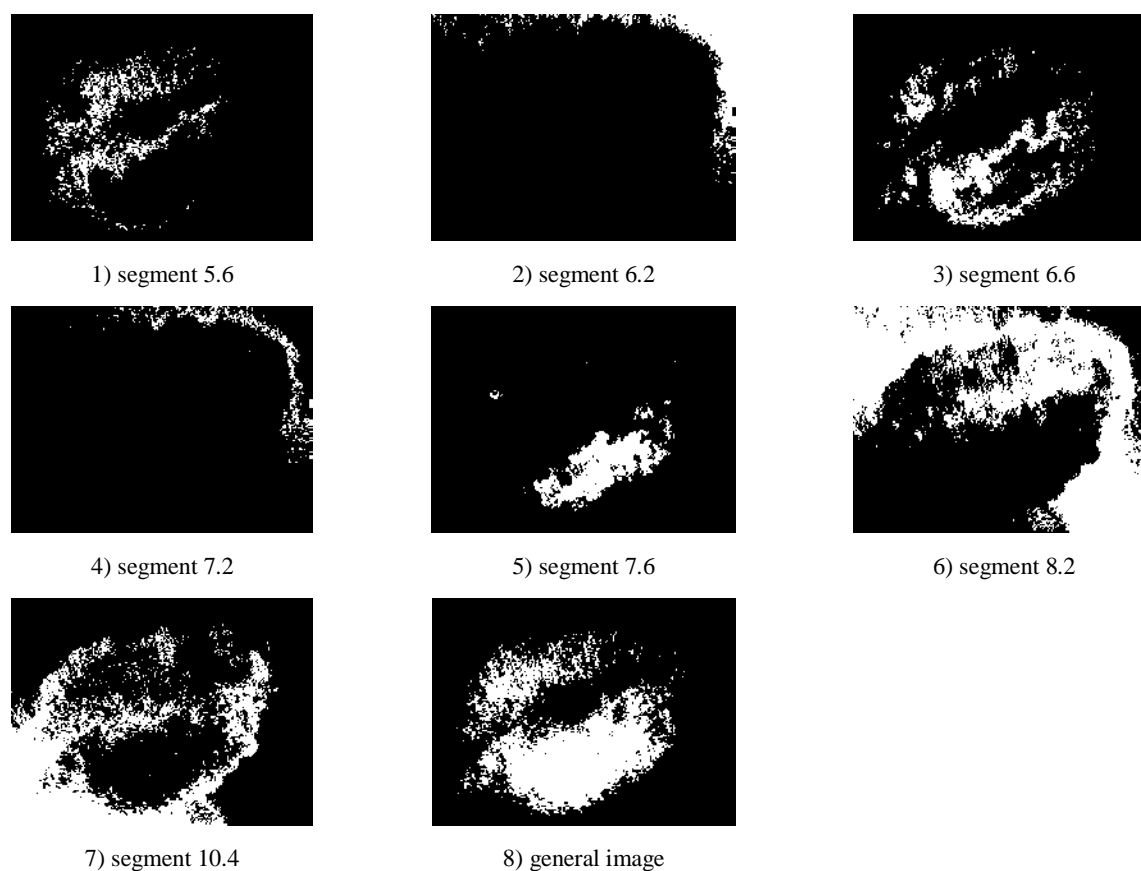 1) segment 5.6
2) segment 6.2
3) segment 6.6
4) segment 7.2
5) segment 7.6
6) segment 8.2
7) segment 10.4
8) general image